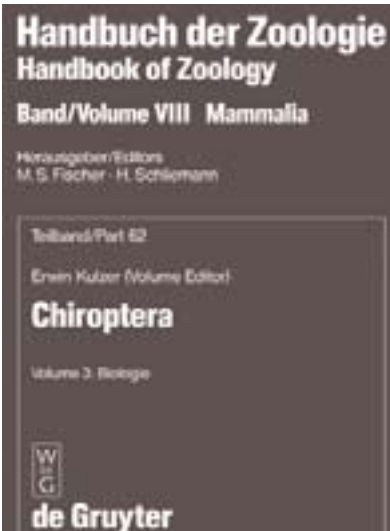 Handbuch der Zoologie
Handbook of Zoology
Band/Volume VIII Mammalia
Herausgeber/Editors
M. S. Fischer · H. Schliemann
Teilband/Part 62
Erwin Kulzer (Volume Editor)
Chiroptera
Volume 3: Biologie
W
DE
G
de Gruyter